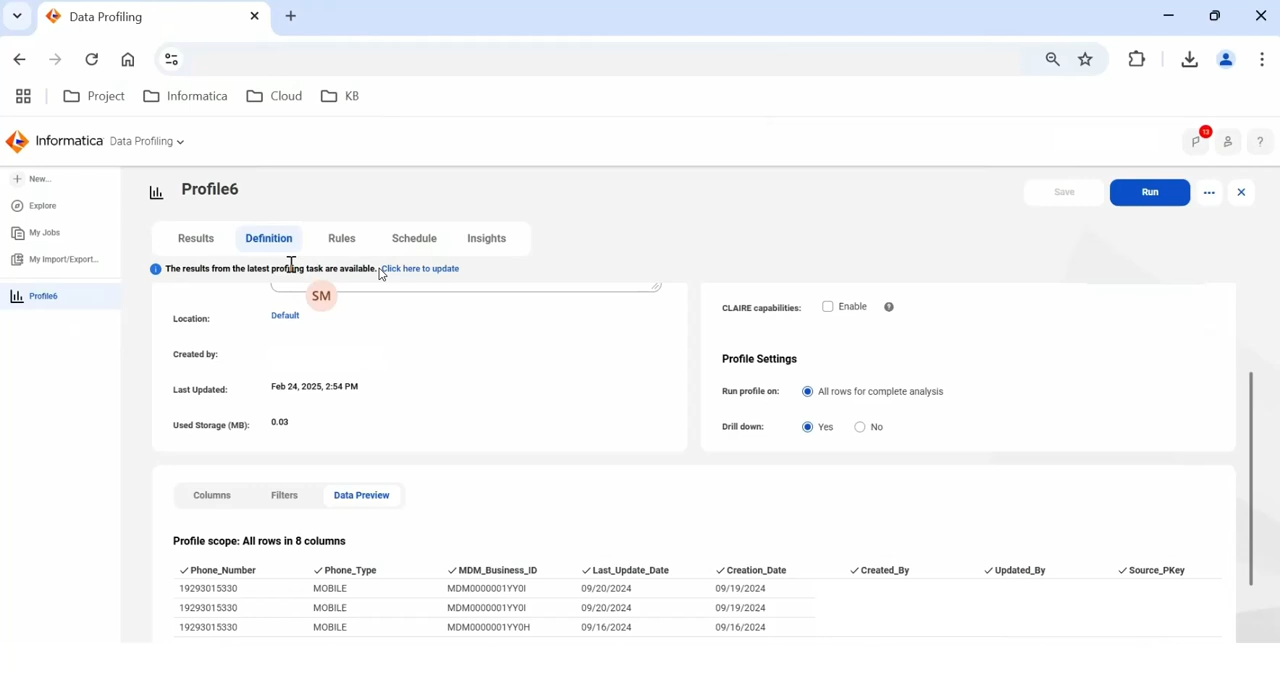 Data Profiling
Project Informatica Cloud KB
Informatica Data Profiling
13
?
New...
Explore
My Jobs
My Import/Export...
Profile6
Profile6
Save Run
Results Definition Rules Schedule Insights
The results from the latest profiling task are available. Click here to update
SM
Location: Default
Created by:
Last Updated: Feb 24, 2025, 2:54 PM
Used Storage (MB): 0.03
CLAIRE capabilities: Enable ?
Profile Settings
Run profile on: All rows for complete analysis
Drill down: Yes No
Columns Filters Data Preview
Profile scope: All rows in 8 columns
Phone_Number Phone_Type MDM_Business_ID Last_Update_Date Creation_Date Created_By Updated_By Source_PKey
19293015330 MOBILE MDM0000001YY0I 09/20/2024 09/19/2024
19293015330 MOBILE MDM0000001YY0I 09/20/2024 09/19/2024
19293015330 MOBILE MDM0000001YY0H 09/16/2024 09/16/2024